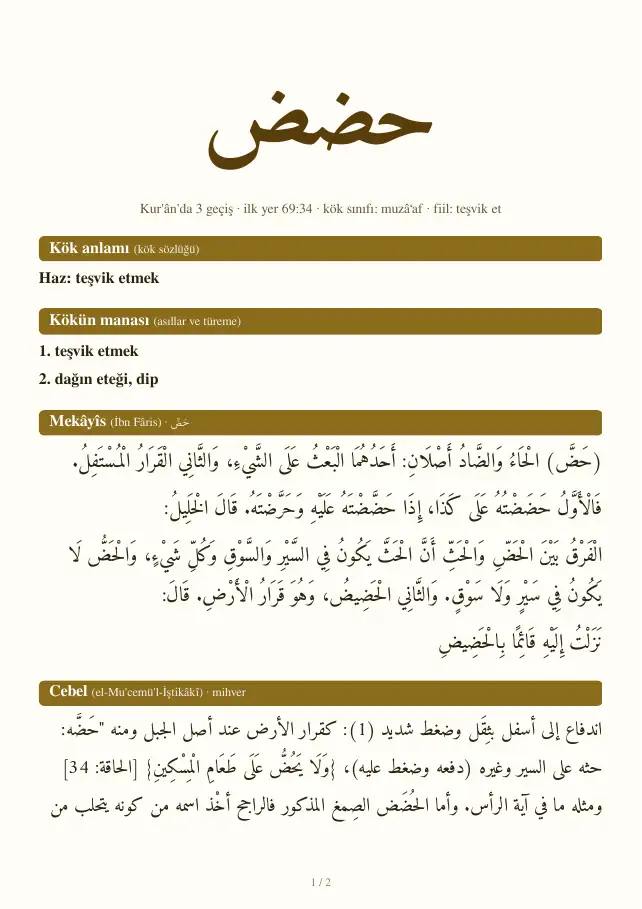 حضض
Kur'ân'da 3 geçiş · ilk yer 69:34 · kök sınıfı: muzâ'af · fiil: teşvik et
Kök anlamı (kök sözlüğü)
Haz: teşvik etmek
Kökün manası (asıllar ve türeme)
1. teşvik etmek
2. dağın eteği, dip
Mekâyîs (İbn Fâris) · حَضّ
(حَضَّ) الْحَاءُ وَالضَّادُ أَصْلَانِ: أَحَدُهُمَا الْبَعْثُ عَلَى الشَّيْءِ، وَالثَّانِي الْقَرَارُ الْمُسْتَفِلُ.
فَالْأَوَّلُ حَضَضْتُهُ عَلَى كَذَا، إِذَا حَضَّضْتَهُ عَلَيْهِ وَحَرَّضْتَهُ. قَالَ الْخَلِيلُ:
الْفَرْقُ بَيْنَ الْحَضِّ وَالْحَثِّ أَنَّ الْحَثَّ يَكُونُ فِي السَّيْرِ وَالسَّوْقِ وَكُلِّ شَيْءٍ، وَالْحَضُّ لَا
يَكُونُ فِي سَيْرٍ وَلَا سَوْقٍ. وَالثَّانِي الْحَضِيضُ، وَهُوَ قَرَارُ الْأَرْضِ. قَالَ:
نَزَلْتُ إِلَيْهِ قَائِمًا بِالْحَضِيضِ
Cebel (el-Mu'cemü'l-İştikâkî) · mihver
اندفاع إلى أسفل بثِقَل وضغط شديد (1): كقرار الأرض عند أصل الجبل ومنه "حَضَّه:
حثه على السير وغيره (دفعه وضغط عليه)، {وَلَا يَحُضُّ عَلَى طَعَامِ الْمِسْكِينِ} [الحاقة: 34]
ومثله ما في آية الرأس. وأما الحُضَض الصِمغ المذكور فالراجح أخْذ اسمه من كونه يتحلب من
1 / 2